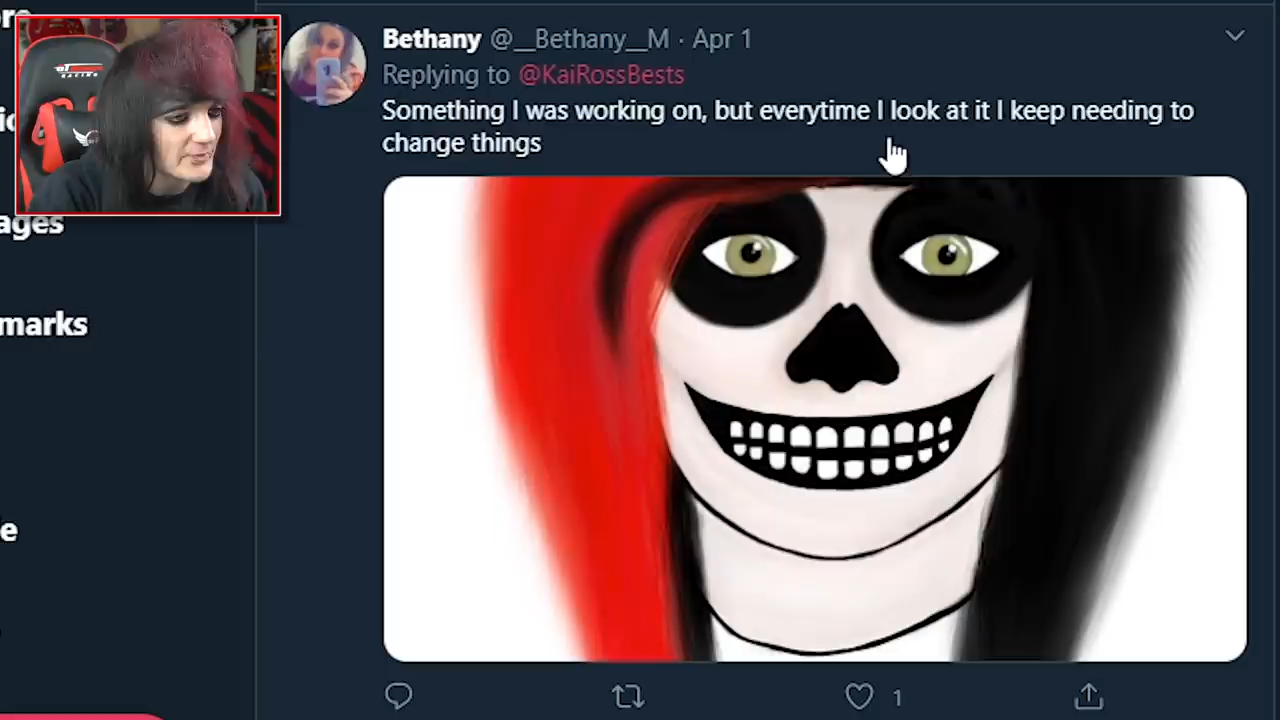 Bethany @__Bethany__M · Apr 1
Replying to @KaiRossBests
Something I was working on, but everytime I look at it I keep needing to
change things
ages
marks
1